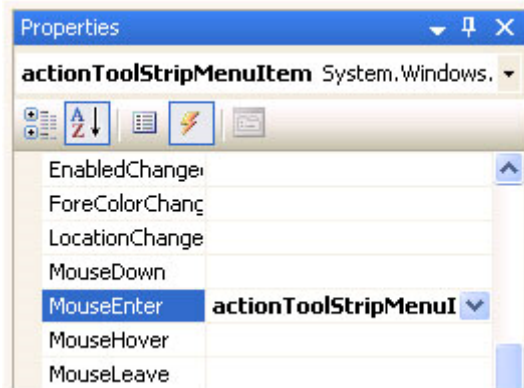 Properties
actionToolStripMenuItem System.Windows.
EnabledChange
ForeColorChang
LocationChange
MouseDown
MouseEnter actionToolStripMenuI
MouseHover
MouseLeave